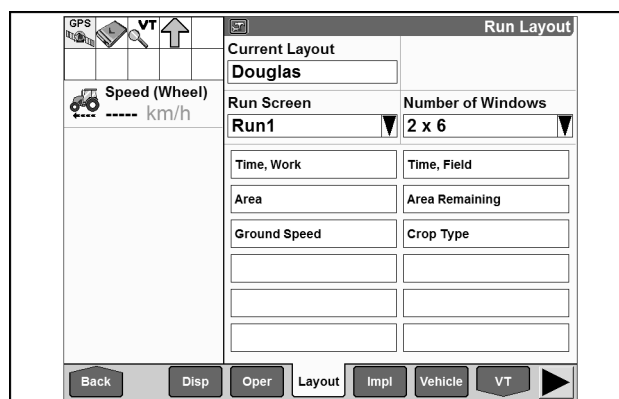 GPS
VT
Run Layout
Speed (Wheel)
----- km/h
Current Layout
Douglas
Run Screen
Number of Windows
Run1
2 x 6
Time, Work
Time, Field
Area
Area Remaining
Ground Speed
Crop Type
Back
Disp
Oper
Layout
Impl
Vehicle
VT